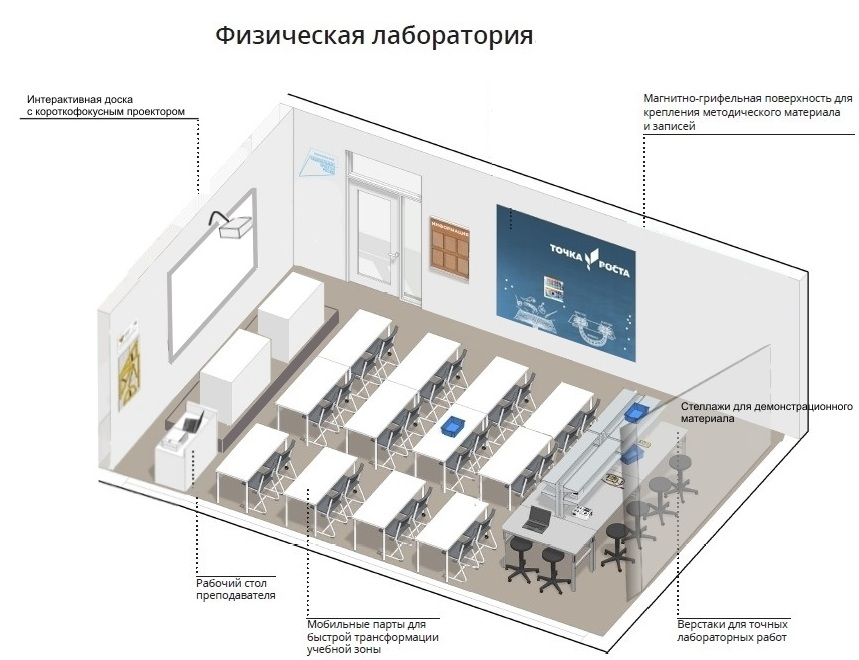 Физическая лаборатория
Интерактивная доска
с короткофокусным проектором
Магнитно-грифельная поверхность для
крепления методического материала
и записей
ИНФОРМАЦИЯ
ТОЧКА РОСТА
Стеллажи для демонстрационного
материала
Рабочий стол
преподавателя
Мобильные парты для
быстрой трансформации
учебной зоны
Верстаки для точных
лабораторных работ